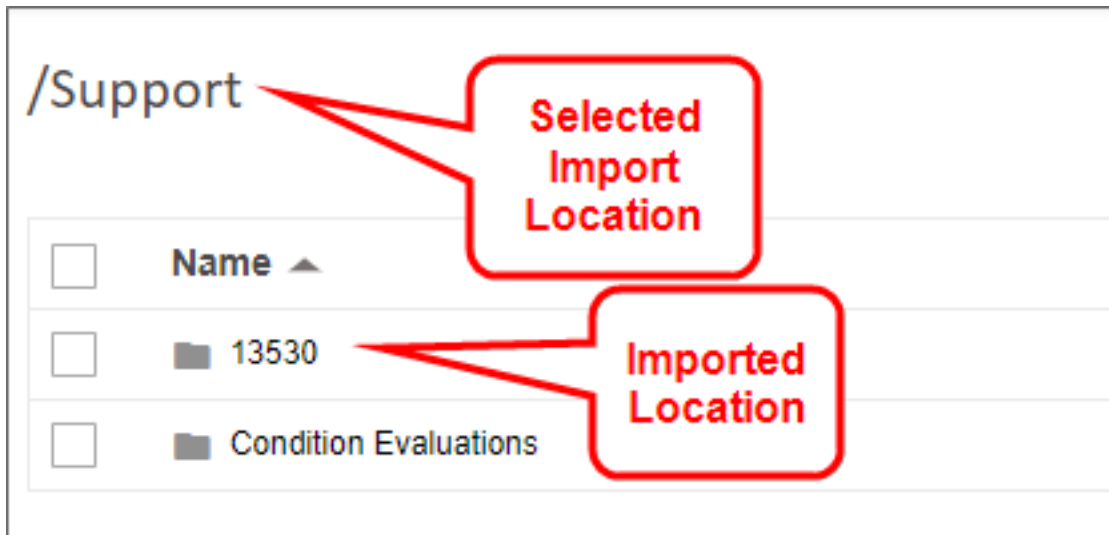 /Support
Selected
Import
Location
Name
13530
Imported
Location
Condition Evaluations